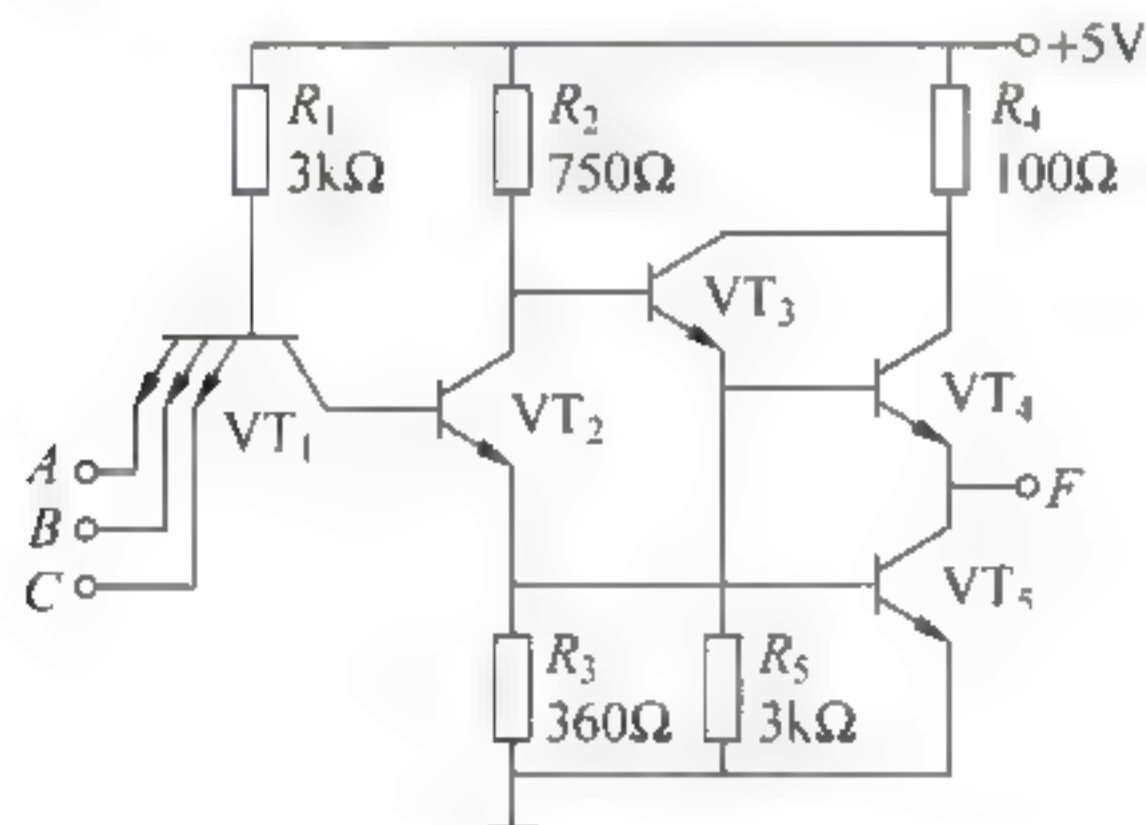 +5V
R₁
3kΩ
R₂
750Ω
R₄
100Ω
VT₃
VT₁
VT₂
VT₄
A
B
C
F
VT₅
R₃
360Ω
R₅
3kΩ